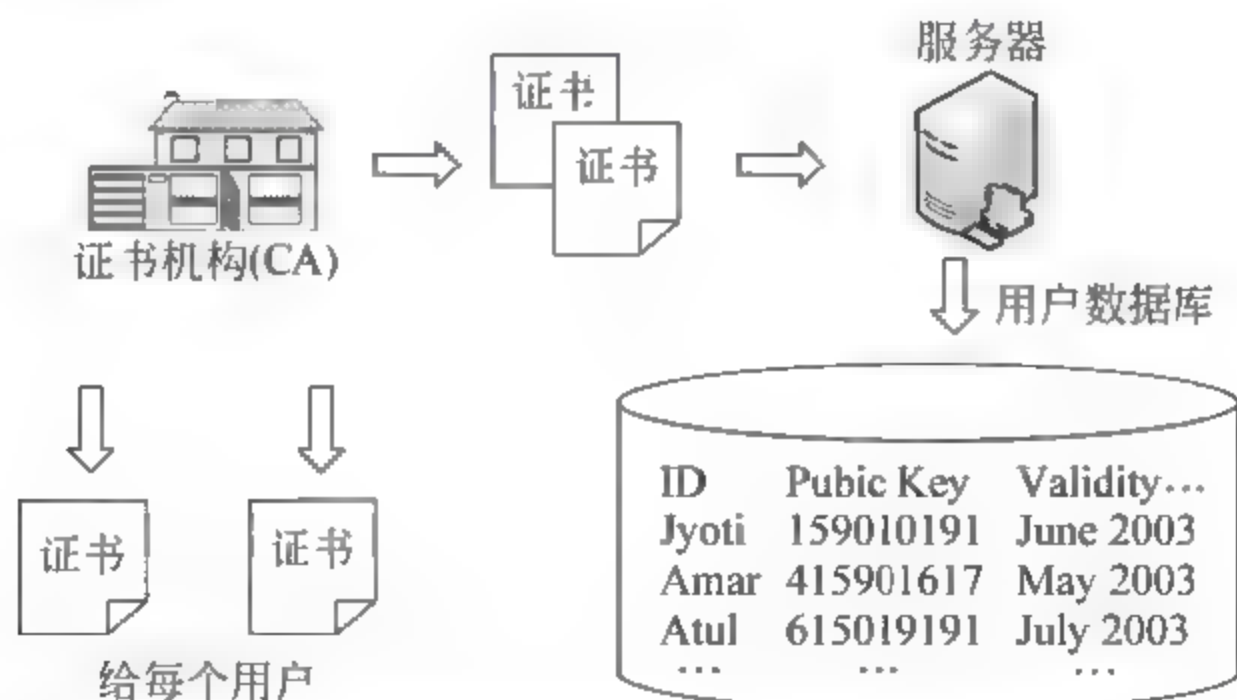 服务器
证书
证书
证书机构(CA)
用户数据库
ID Pubic Key Validity…
Jyoti 159010191 June 2003
Amar 415901617 May 2003
Atul 615019191 July 2003
… … …
证书
证书
给每个用户